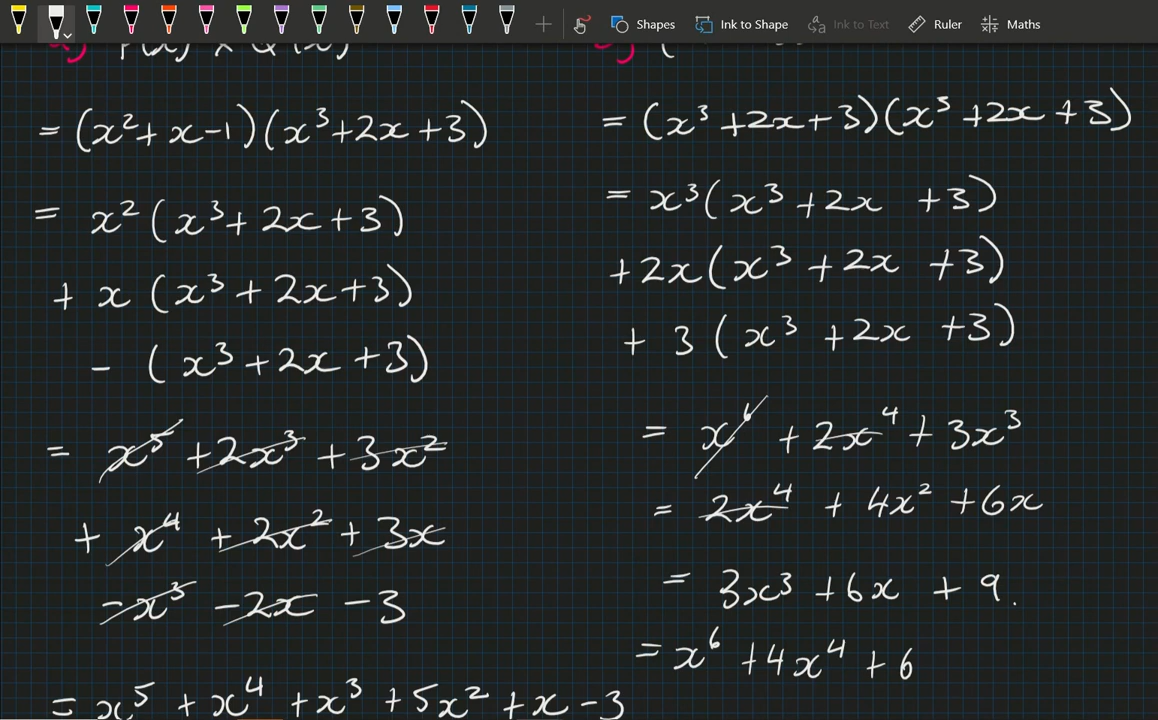 Shapes Ink to Shape Ink to Text Ruler Maths
a) P(x) × Q(x)
= (x²+ x-1)(x³+2x+3)
= x²(x³+2x+3)
+ x (x³+2x+3)
- (x³+2x+3)
= x⁵ +2x³ +3x²
+ x⁴ +2x² +3x
-x³ -2x -3
= x⁵ + x⁴ +x³ +5x² +x -3
= (x³+2x+3)(x³+2x+3)
= x³(x³+2x +3)
+2x(x³+2x +3)
+ 3 (x³ +2x +3)
= x⁶ +2x⁴+ 3x³
= 2x⁴ + 4x² +6x
= 3x³ +6x + 9.
= x⁶ +4x⁴ +6